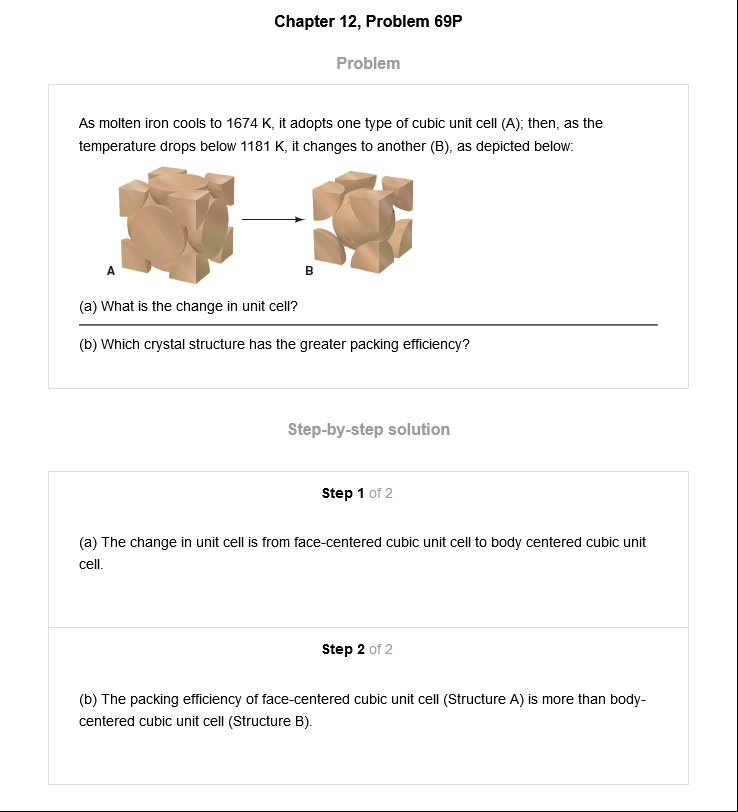 Chapter 12, Problem 69P
Problem
As molten iron cools to 1674 K, it adopts one type of cubic unit cell (A); then, as the
temperature drops below 1181 K, it changes to another (B), as depicted below:
A
B
(a) What is the change in unit cell?
(b) Which crystal structure has the greater packing efficiency?
Step-by-step solution
Step 1 of 2
(a) The change in unit cell is from face-centered cubic unit cell to body centered cubic unit
cell.
Step 2 of 2
(b) The packing efficiency of face-centered cubic unit cell (Structure A) is more than body-
centered cubic unit cell (Structure B).